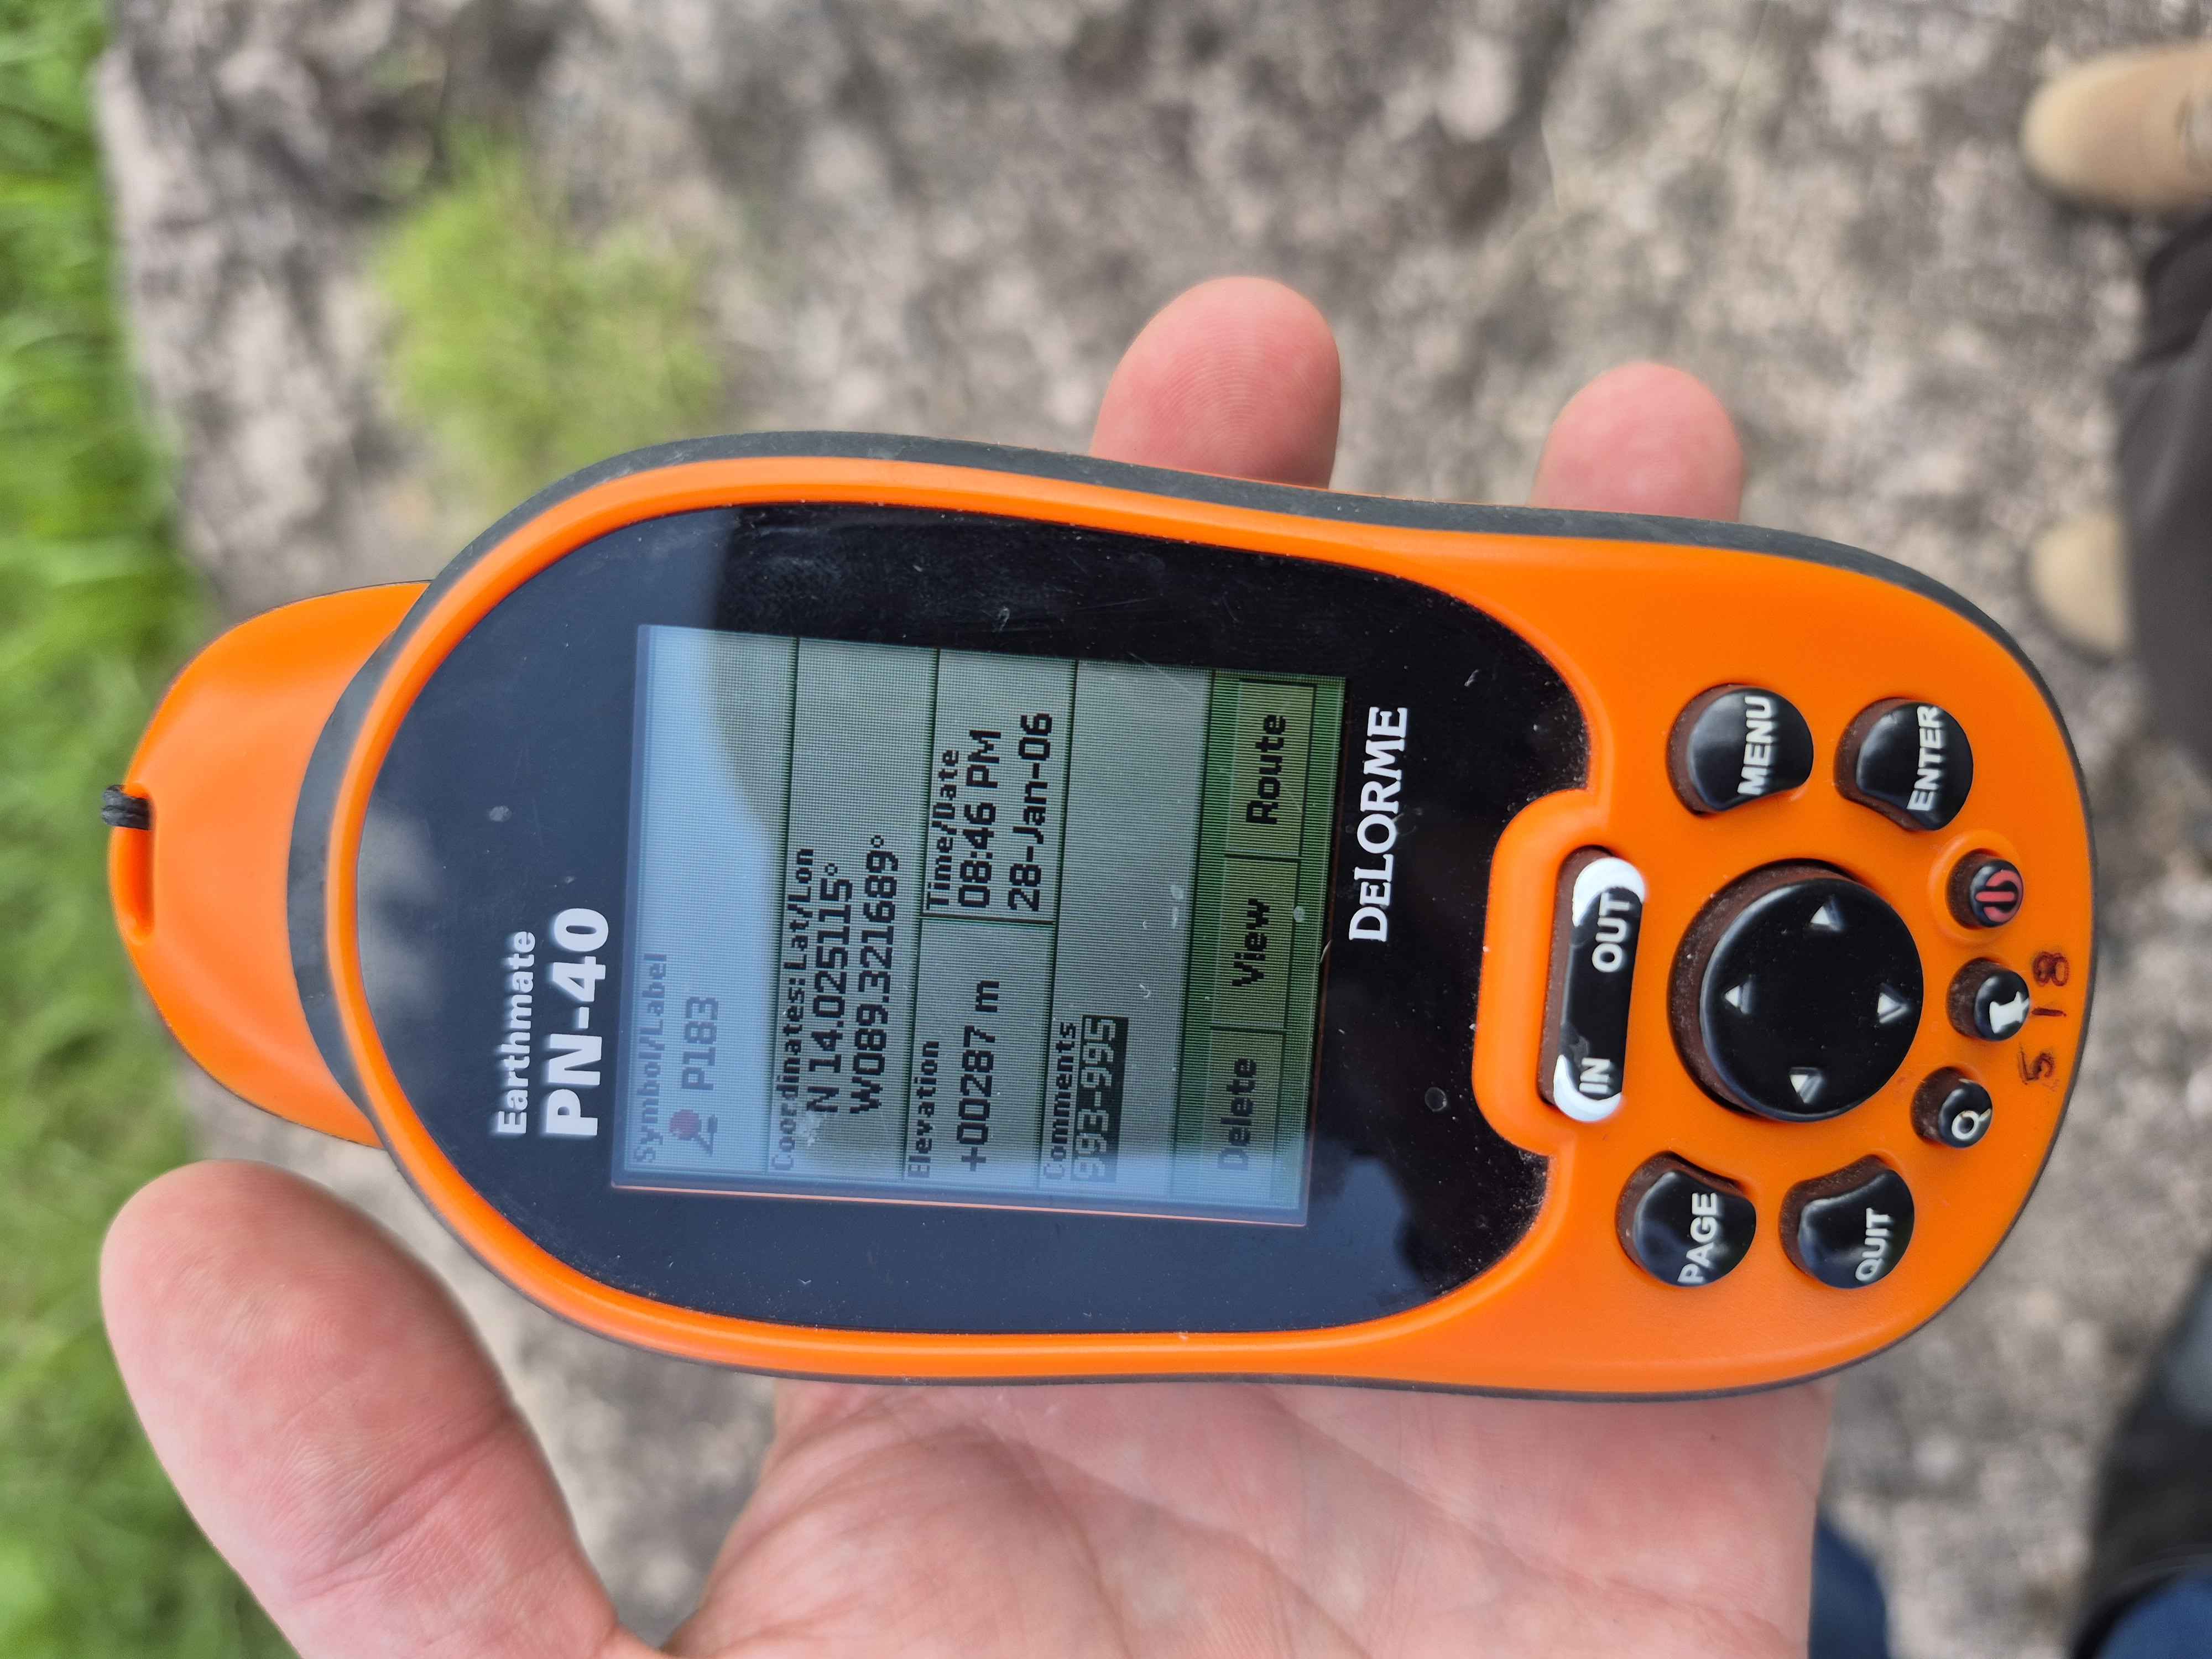 Earthmate
PN-40
Symbol/Label
P183
Coordinates: Lat/Lon
N 14.025115°
W089.321689°
Elevation
+00287 m
Time/Date
08:46 PM
28-Jan-06
Comments
993-995
Delete View Route
DELORME
IN OUT
PAGE MENU
QUIT ENTER
518